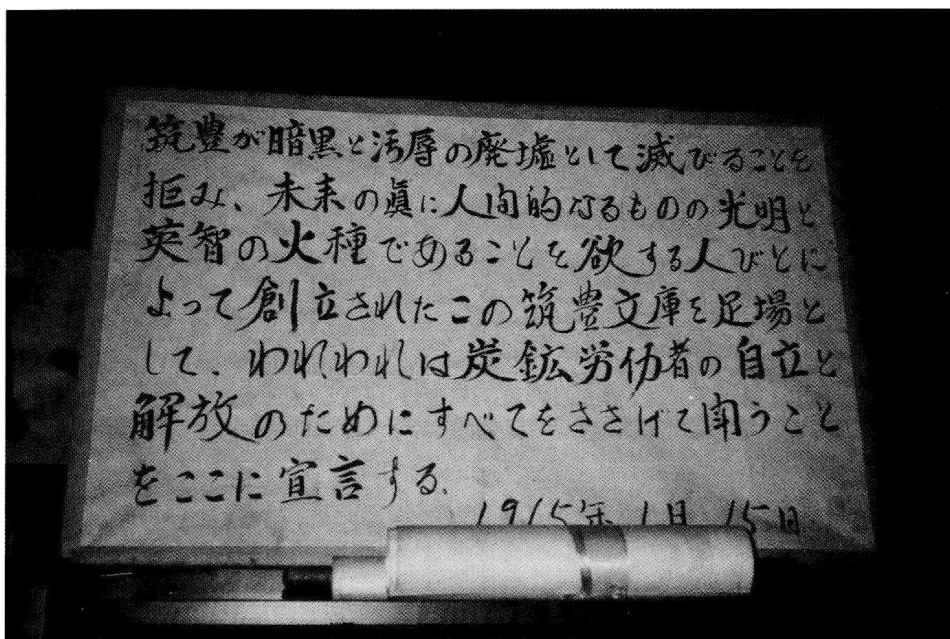 筑豊が暗黒と汚辱の廃墟として滅びることを
拒み、未来の眞に人间的なるものの光明と
英智の火種であることを欲する人びとに
よって創立されたこの筑豊文庫を足場と
して、われわれは炭鉱労仂者の自立と
解放のためにすべてをささげて闘うこと
をここに宣言する.
年1月15日